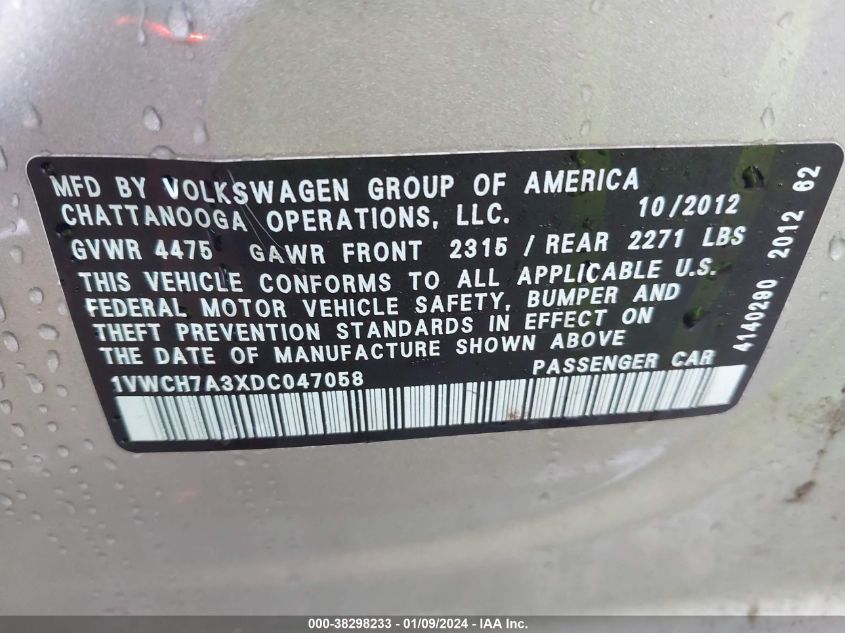 MFD BY VOLKSWAGEN GROUP OF AMERICA
CHATTANOOGA OPERATIONS, LLC. 10/2012
GVWR 4475 GAWR FRONT 2315 / REAR 2271 LBS
THIS VEHICLE CONFORMS TO ALL APPLICABLE U.S.
FEDERAL MOTOR VEHICLE SAFETY, BUMPER AND
THEFT PREVENTION STANDARDS IN EFFECT ON
THE DATE OF MANUFACTURE SHOWN ABOVE
1VWCH7A3XDC047058 PASSENGER CAR
4140290 2012 62
000-38298233 - 01/09/2024 - IAA Inc.